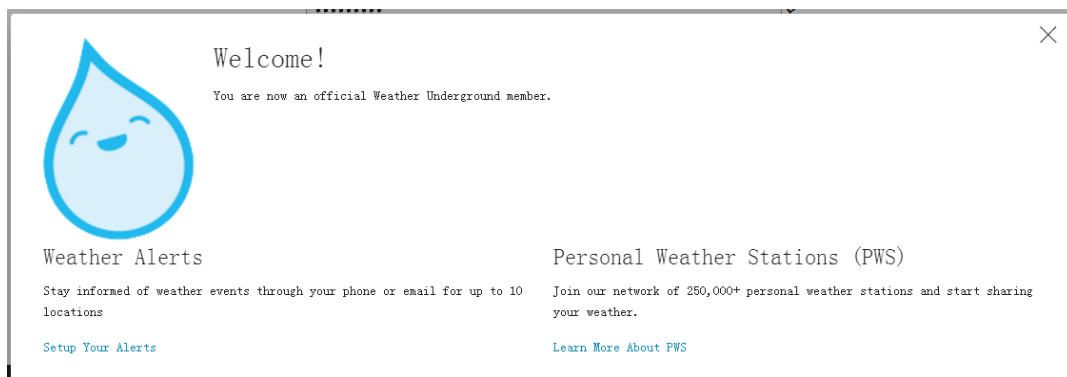 Welcome!
You are now an official Weather Underground member.
Weather Alerts
Stay informed of weather events through your phone or email for up to 10
locations
Setup Your Alerts
Personal Weather Stations (PWS)
Join our network of 250,000+ personal weather stations and start sharing
your weather.
Learn More About PWS